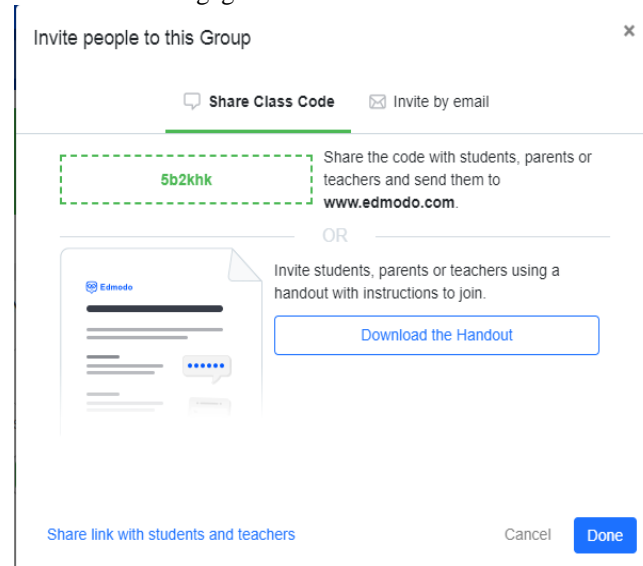 Invite people to this Group
×
Share Class Code
Invite by email
5b2khk
Share the code with students, parents or
teachers and send them to
www.edmodo.com.
OR
Edmodo
Invite students, parents or teachers using a
handout with instructions to join.
Download the Handout
Share link with students and teachers
Cancel
Done